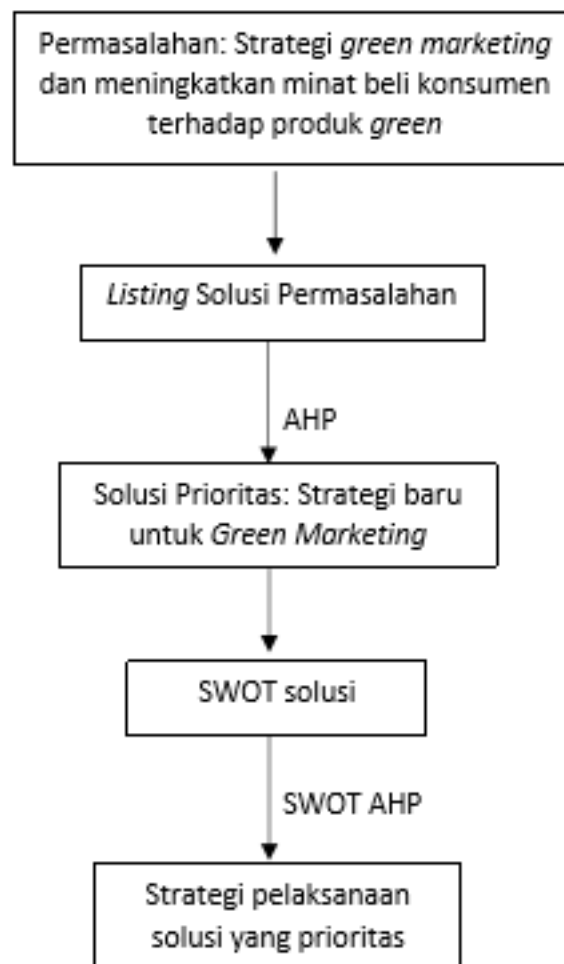 Permasalahan: Strategi green marketing
dan meningkatkan minat beli konsumen
terhadap produk green
Listing Solusi Permasalahan
AHP
Solusi Prioritas: Strategi baru
untuk Green Marketing
SWOT solusi
SWOT AHP
Strategi pelaksanaan
solusi yang prioritas